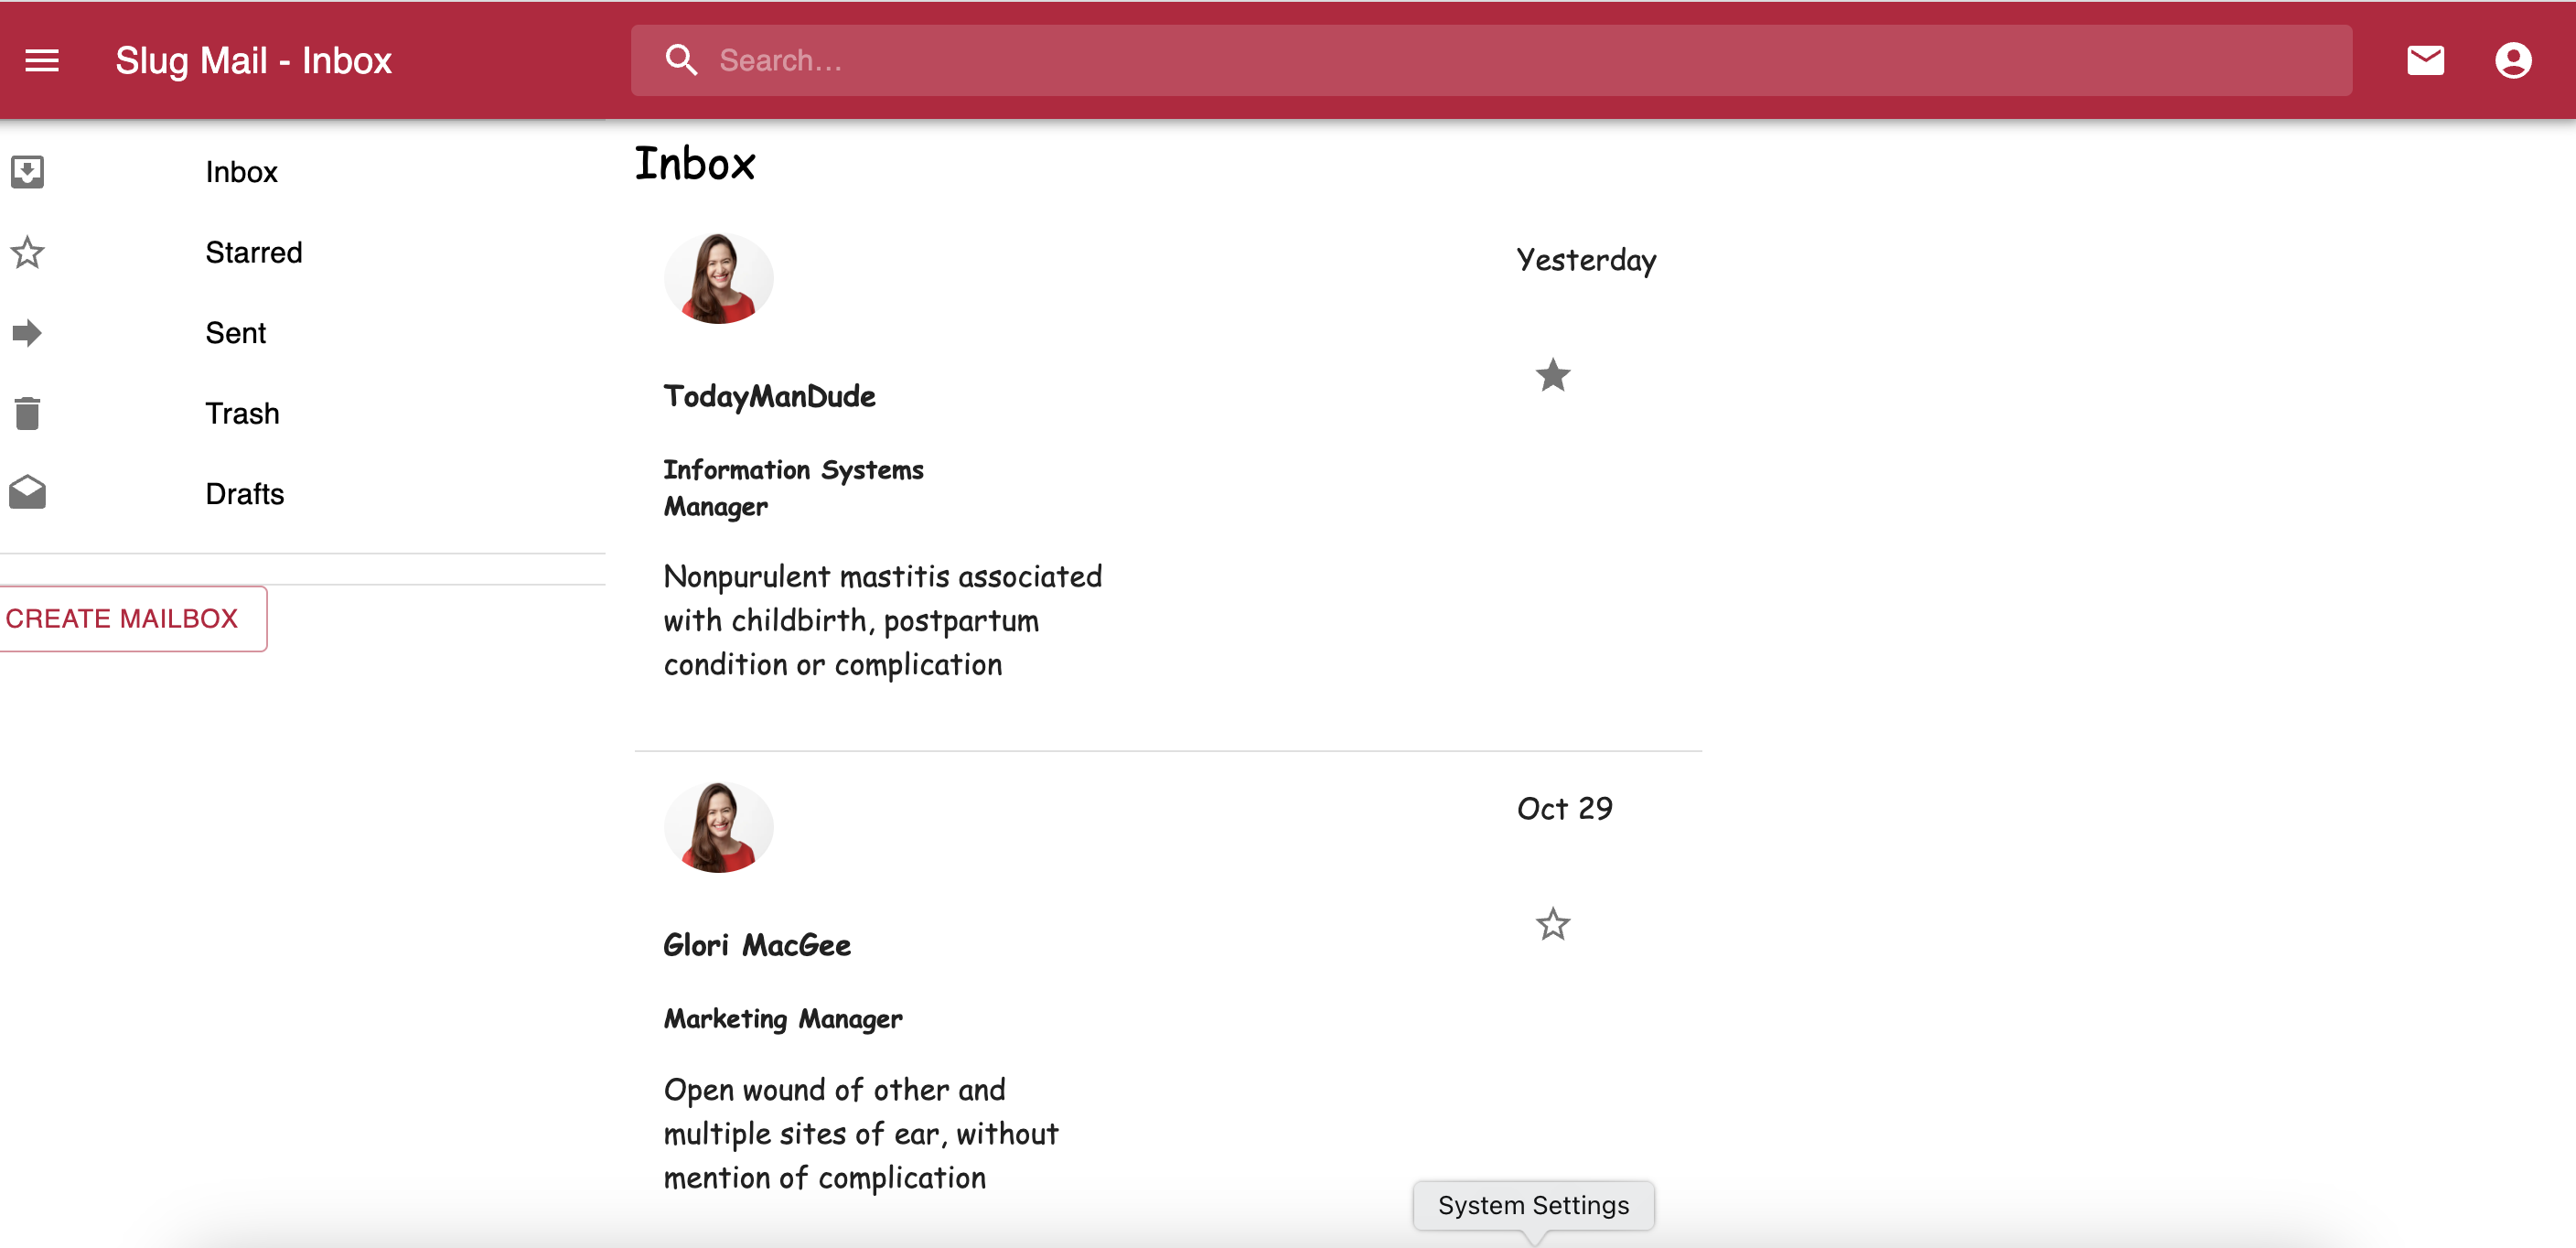 Slug Mail - Inbox
Search…
Inbox
Starred
Sent
Trash
Drafts
CREATE MAILBOX
Inbox
Yesterday
TodayManDude
Information Systems
Manager
Nonpurulent mastitis associated
with childbirth, postpartum
condition or complication
Oct 29
Glori MacGee
Marketing Manager
Open wound of other and
multiple sites of ear, without
mention of complication
System Settings